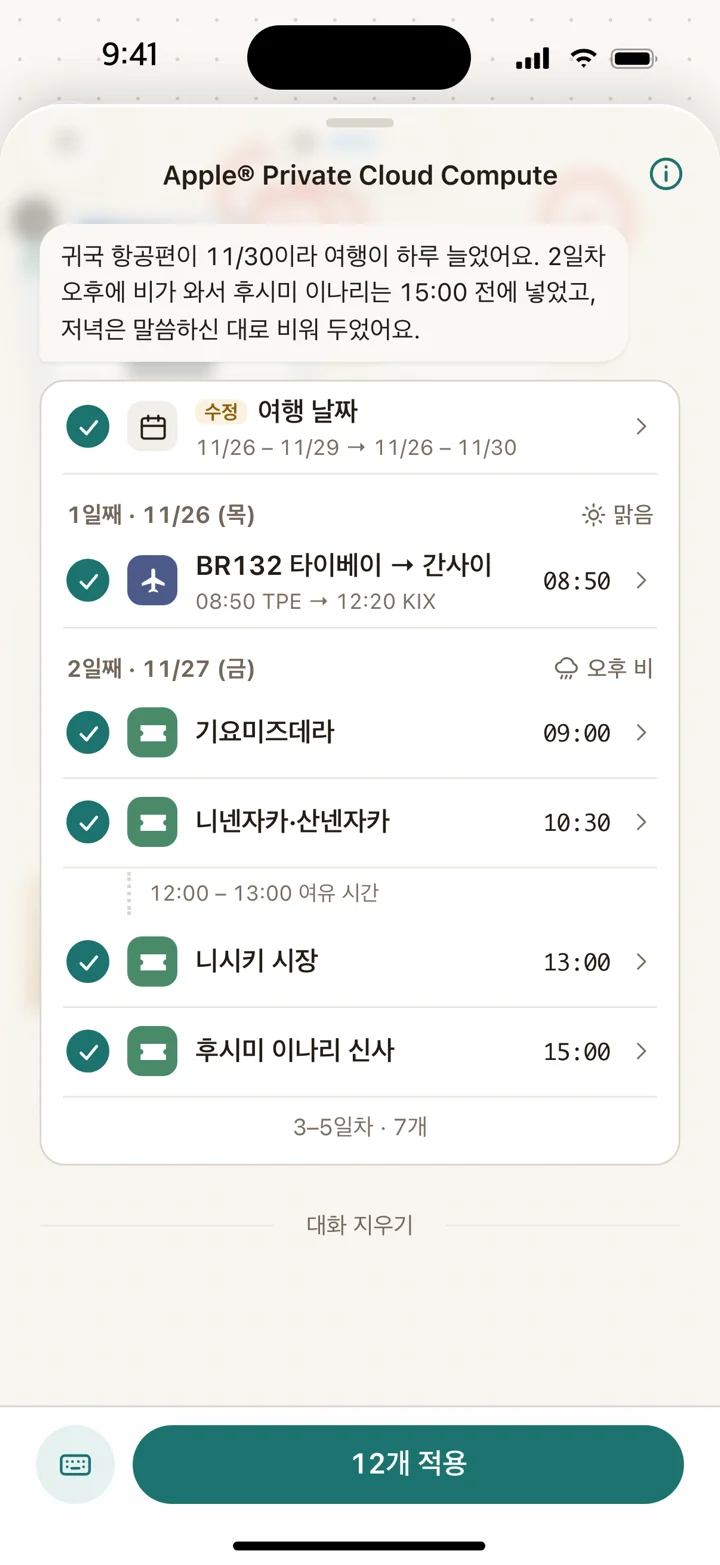 9:41
Apple® Private Cloud Compute
귀국 항공편이 11/30이라 여행이 하루 늘었어요. 2일차
오후에 비가 와서 후시미 이나리는 15:00 전에 넣었고,
저녁은 말씀하신 대로 비워 두었어요.
수정 여행 날짜
11/26 – 11/29 → 11/26 – 11/30
1일째 · 11/26 (목) 맑음
BR132 타이베이 → 간사이 08:50
08:50 TPE → 12:20 KIX
2일째 · 11/27 (금) 오후 비
기요미즈데라 09:00
니넨자카·산넨자카 10:30
12:00 – 13:00 여유 시간
니시키 시장 13:00
후시미 이나리 신사 15:00
3–5일차 · 7개
대화 지우기
12개 적용